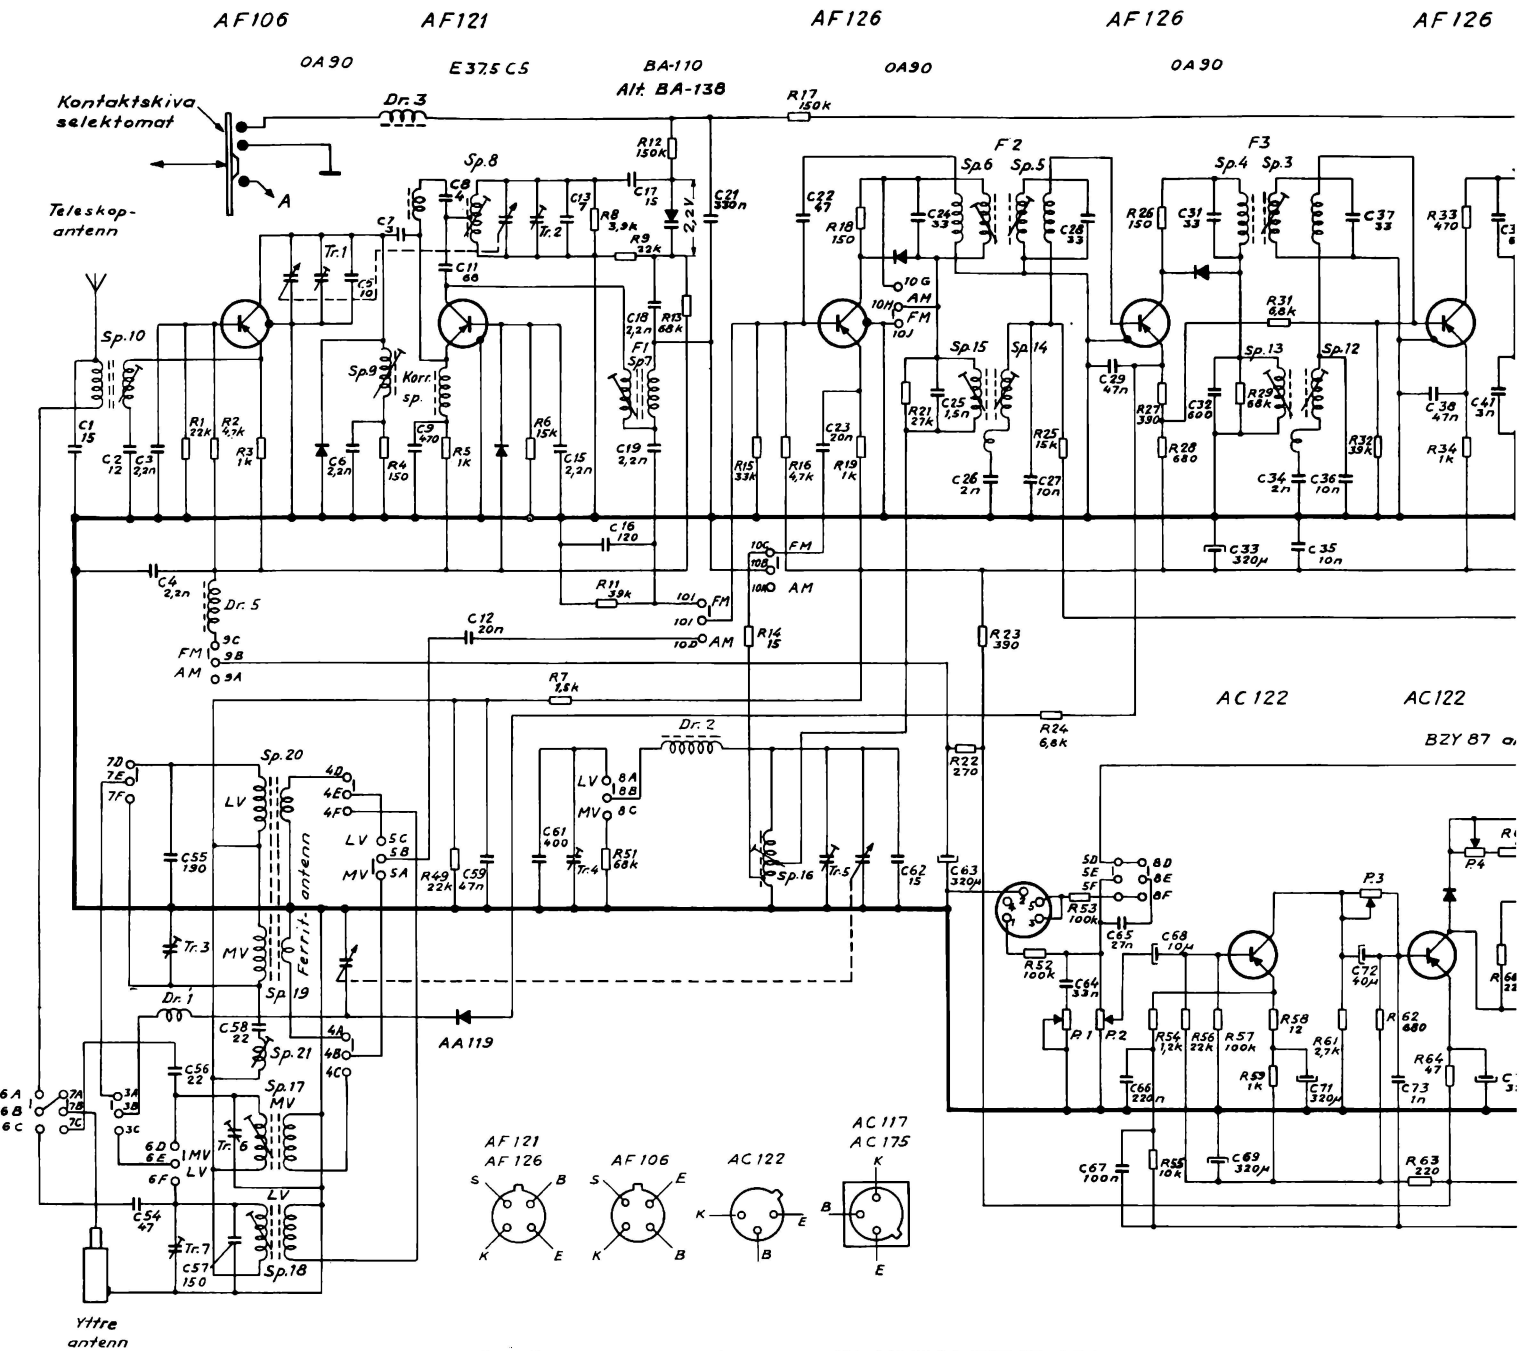 AF106
AF121
AF126
AF126
AF126
OA90
E37.5 C5
BA-110
Alt. BA-138
OA90
OA90
Kontaktskiva
selektomat
Dr. 3
R17
150k
R12
150k
F2
F3
Sp.8
C8
4
C13
7
C17
15
C21
330n
2,2V
C22
47
Sp.6
Sp.5
Sp.4
Sp.3
A
Teleskop-
antenn
C7
3
Tr.2
R8
3,9k
R9
22k
R18
150
C24
33
C28
33
R26
150
C31
33
C37
33
R33
470
Tr.1
C5
10
C11
68
10G
AM
10H
FM
10J
R31
6,8k
Sp.10
C18
2,2n
R13
68k
F1
Sp7
Sp9
Korr.
sp.
Sp.15
Sp.14
Sp.13
Sp.12
C29
47n
C1
15
R1
22k
R2
4,7k
R3
1k
C2
12
C3
2,2n
C6
2,2n
R4
150
C9
470
R5
1k
R6
15k
C15
2,2n
C19
2,2n
R15
33k
R16
4,7k
C23
20n
R19
1k
R21
27k
C25
1,5n
C26
2n
C27
10n
R25
15k
R27
390
R28
680
C32
600
R29
68k
C34
2n
C36
10n
R32
39k
C38
47n
R34
1k
C41
3n
C16
120
C33
320µ
C35
10n
C4
2,2n
Dr. 5
R11
39k
10C
FM
10B
10A
AM
10I
FM
10I
10D
AM
C12
20n
R14
15
R23
390
9C
FM
9B
AM
9A
R7
1,5k
R24
6,8k
R22
270
AC122
AC122
BZY 87
Dr. 2
Sp.20
7D
7E
7F
LV
4D
4E
4F
LV
5C
5B
MV
5A
LV
8A
8B
MV
8C
C55
190
R49
22k
C59
47n
C61
400
Tr.4
R51
68k
Sp.16
Tr.5
C62
15
C63
320µ
Ferrit-antenn
Tr.3
MV
Sp.19
Dr.1
C58
22
Sp.21
4A
4B
4C
AA119
2
4
5
1
3
5D
5E
5F
8D
8E
8F
R53
100k
C65
27n
C68
10µ
R52
100k
C64
33n
P.1
P.2
R54
1,2k
R56
22k
R57
100k
R58
12
R59
1k
C66
220n
C71
320µ
P.3
P.4
C72
40µ
R61
2,7k
R62
680
R64
47
C73
1n
C67
100n
R55
10k
C69
320µ
R63
220
C56
22
Sp.17
MV
6A
6B
6C
7A
7B
7C
3A
3B
3C
6D
6E
MV
LV
6F
Tr.6
LV
C54
47
Tr.7
C57
150
Sp.18
Yttre
antenn
AF121
AF126
S
B
K
E
AF106
S
E
K
B
AC122
K
E
B
AC117
AC175
K
B
E